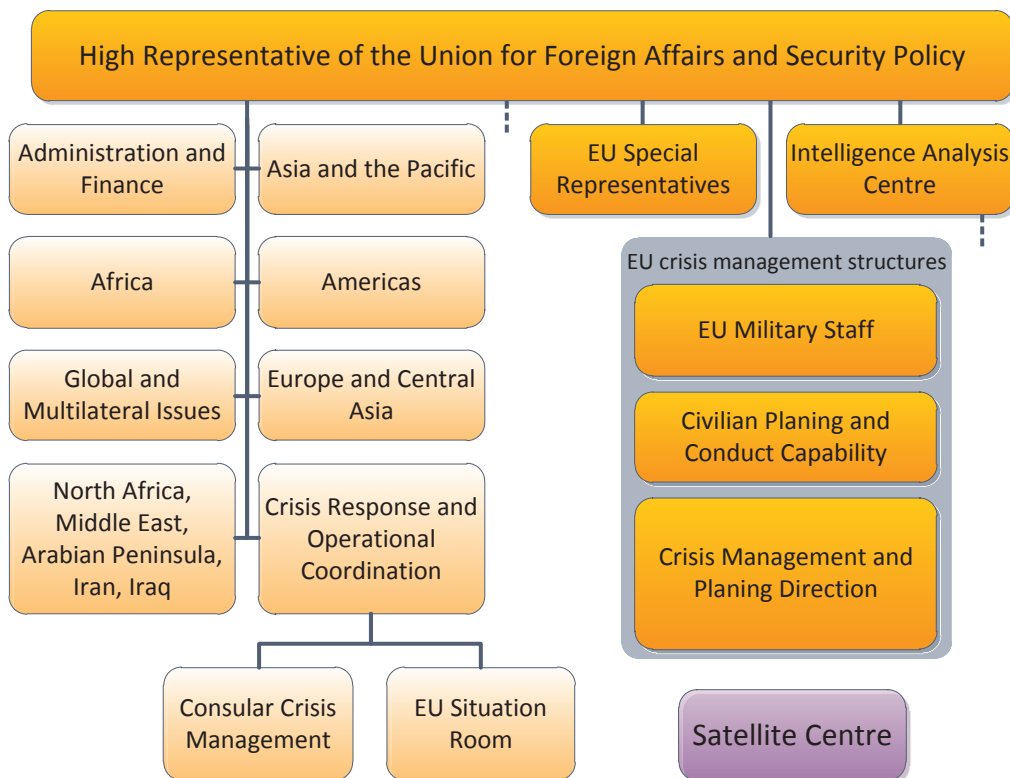 High Representative of the Union for Foreign Affairs and Security Policy
Administration and
Finance
Asia and the Pacific
EU Special
Representatives
Intelligence Analysis
Centre
Africa
Americas
EU crisis management structures
EU Military Staff
Global and
Multilateral Issues
Europe and Central
Asia
Civilian Planing and
Conduct Capability
North Africa,
Middle East,
Arabian Peninsula,
Iran, Iraq
Crisis Response and
Operational
Coordination
Crisis Management and
Planing Direction
Consular Crisis
Management
EU Situation
Room
Satellite Centre